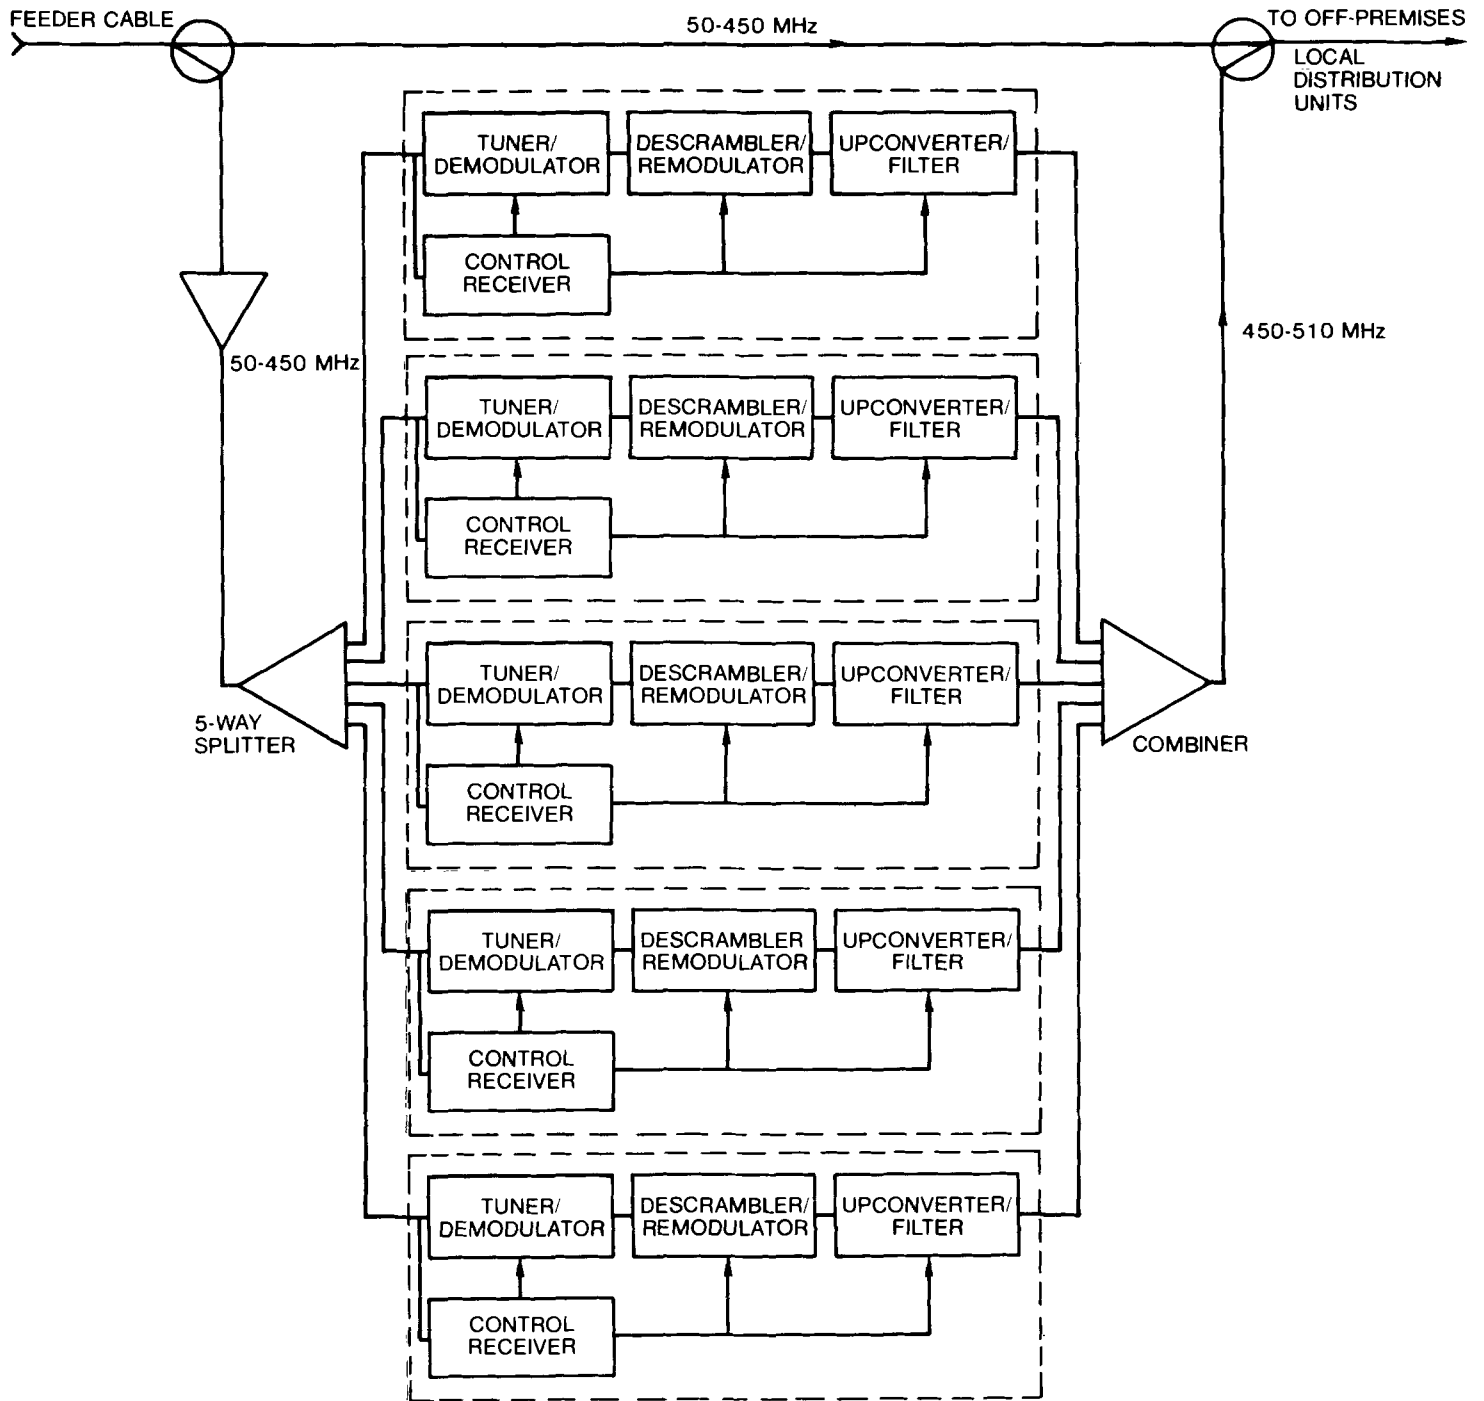 FEEDER CABLE
50-450 MHz
TO OFF-PREMISES
LOCAL
DISTRIBUTION
UNITS
TUNER/
DEMODULATOR
DESCRAMBLER/
REMODULATOR
UPCONVERTER/
FILTER
CONTROL
RECEIVER
450-510 MHz
50-450 MHz
TUNER/
DEMODULATOR
DESCRAMBLER/
REMODULATOR
UPCONVERTER/
FILTER
CONTROL
RECEIVER
TUNER/
DEMODULATOR
DESCRAMBLER/
REMODULATOR
UPCONVERTER/
FILTER
5-WAY
SPLITTER
COMBINER
CONTROL
RECEIVER
TUNER/
DEMODULATOR
DESCRAMBLER
REMODULATOR
UPCONVERTER/
FILTER
CONTROL
RECEIVER
TUNER/
DEMODULATOR
DESCRAMBLER/
REMODULATOR
UPCONVERTER/
FILTER
CONTROL
RECEIVER